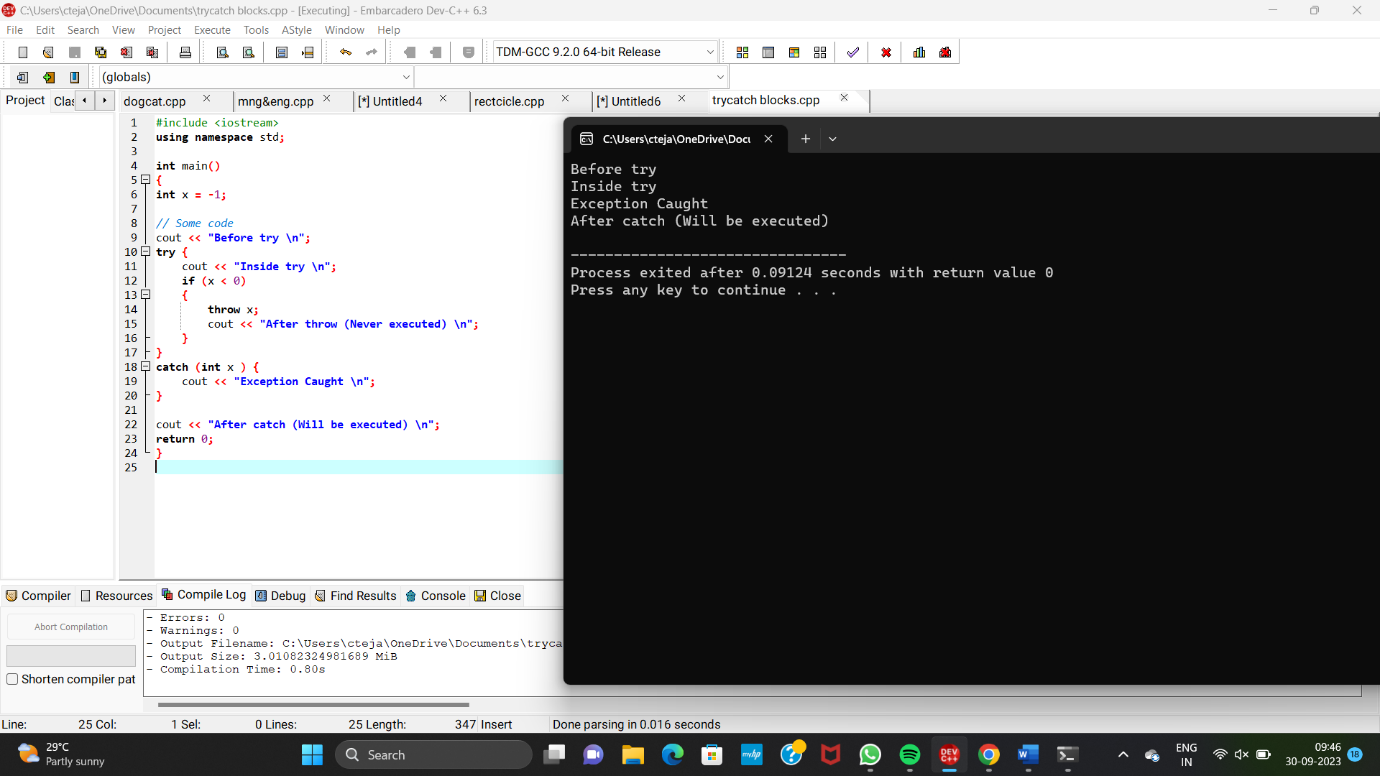 C:\Users\cteja\OneDrive\Documents\trycatch blocks.cpp - [Executing] - Embarcadero Dev-C++ 6.3
File Edit Search View Project Execute Tools AStyle Window Help
TDM-GCC 9.2.0 64-bit Release
(globals)
Project Clas dogcat.cpp mng&eng.cpp [*] Untitled4 rectcicle.cpp [*] Untitled6 trycatch blocks.cpp
1 #include <iostream>
2 using namespace std;
3
4 int main()
5 {
6 int x = -1;
7
8 // Some code
9 cout << "Before try \n";
10 try {
11 cout << "Inside try \n";
12 if (x < 0)
13 {
14 throw x;
15 cout << "After throw (Never executed) \n";
16 }
17 }
18 catch (int x ) {
19 cout << "Exception Caught \n";
20 }
21
22 cout << "After catch (Will be executed) \n";
23 return 0;
24 }
25
C:\Users\cteja\OneDrive\Docu
Before try
Inside try
Exception Caught
After catch (Will be executed)
--------------------------------
Process exited after 0.09124 seconds with return value 0
Press any key to continue . . .
Compiler Resources Compile Log Debug Find Results Console Close
Abort Compilation
Shorten compiler pat
- Errors: 0
- Warnings: 0
- Output Filename: C:\Users\cteja\OneDrive\Documents\tryca
- Output Size: 3.01082324981689 MiB
- Compilation Time: 0.80s
Line: 25 Col: 1 Sel: 0 Lines: 25 Length: 347 Insert Done parsing in 0.016 seconds
29°C
Partly sunny
Search
myhp
DEV C++
W
ENG
IN
09:46
30-09-2023
18